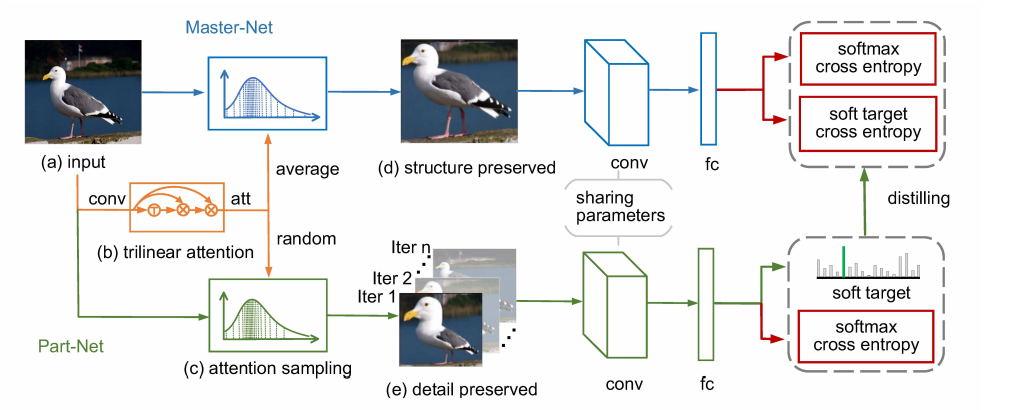 Master-Net
(a) input
conv
att
(b) trilinear attention
average
random
Part-Net
(c) attention sampling
(d) structure preserved
Iter n
Iter 2
Iter 1
(e) detail preserved
conv
sharing
parameters
conv
fc
fc
softmax
cross entropy
soft target
cross entropy
distilling
soft target
softmax
cross entropy
T